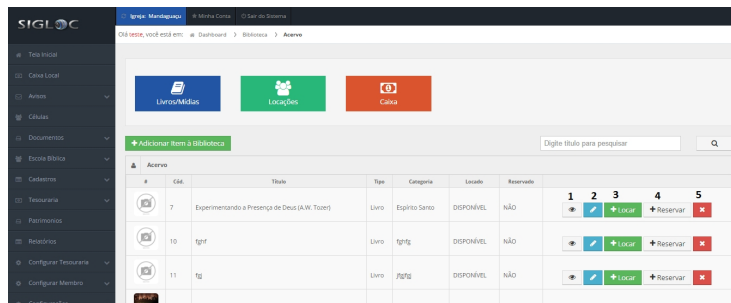 SIGLOC
Igreja: Mandaguaçu Minha Conta Sair do Sistema
Olá teste, você está em: Dashboard > Biblioteca > Acervo
Tela Inicial
Caixa Local
Avisos
Células
Documentos
Escola Bíblica
Cadastros
Tesouraria
Patrimonios
Relatórios
Configurar Tesouraria
Configurar Membro
Livros/Mídias
Locações
Caixa
+ Adicionar Item à Biblioteca
Digite título para pesquisar
Acervo
# Cód. Título Tipo Categoria Locado Reservado
1 2 3 4 5
7 Experimentando a Presença de Deus (A.W. Tozer) Livro Espírito Santo DISPONÍVEL NÃO + Locar + Reservar
10 fghf Livro fghfg DISPONÍVEL NÃO + Locar + Reservar
11 fg Livro jfgjfgj DISPONÍVEL NÃO + Locar + Reservar